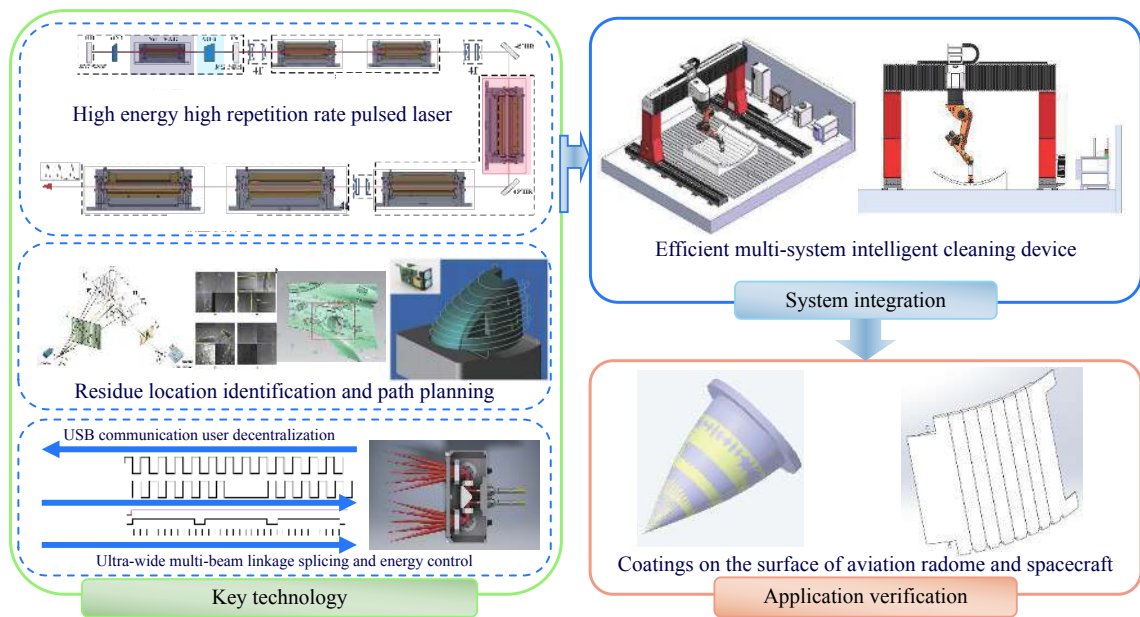 High energy high repetition rate pulsed laser
Residue location identification and path planning
USB communication user decentralization
Ultra-wide multi-beam linkage splicing and energy control
Key technology
Efficient multi-system intelligent cleaning device
System integration
Coatings on the surface of aviation radome and spacecraft
Application verification